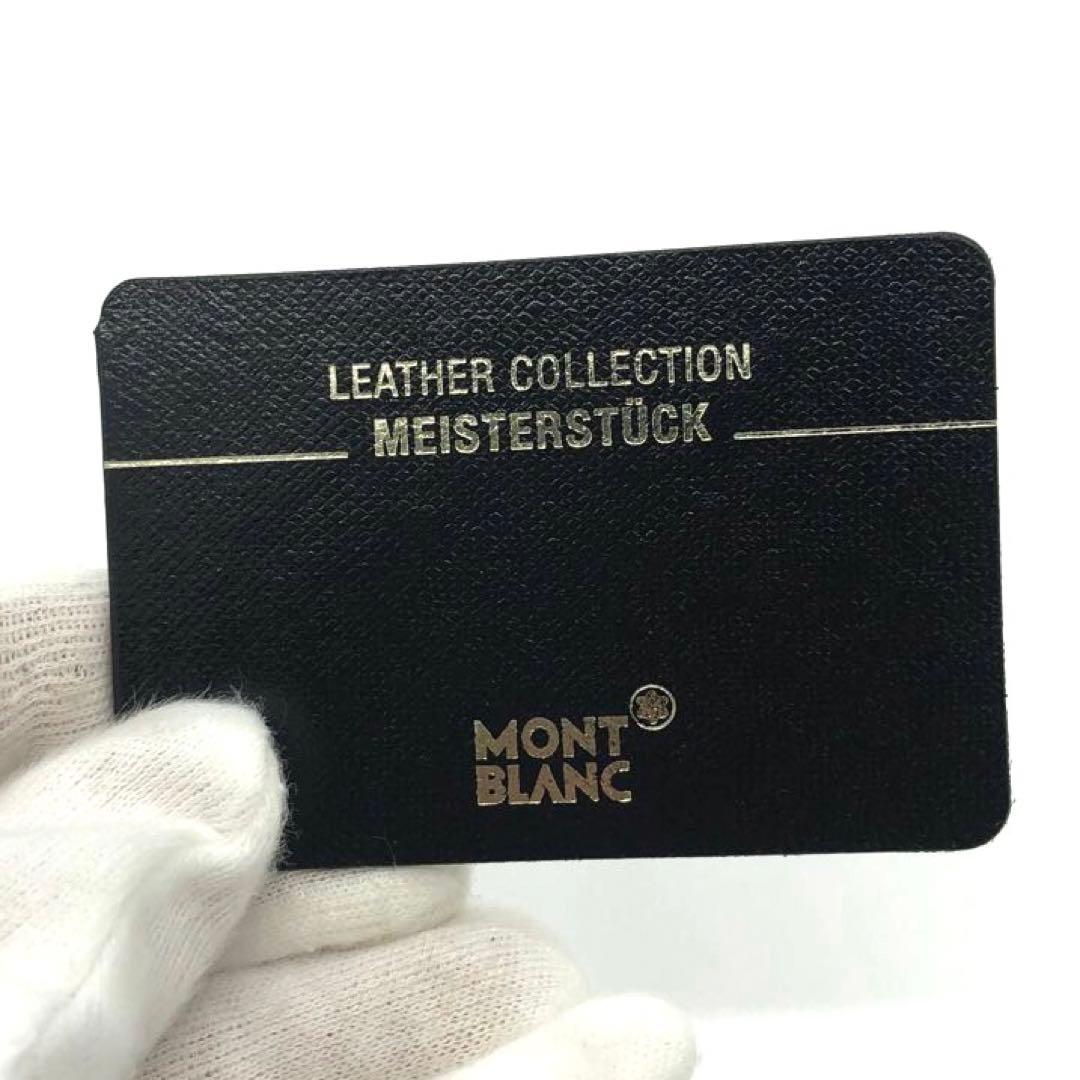 LEATHER COLLECTION
MEISTERSTÜCK
MONT
BLANC